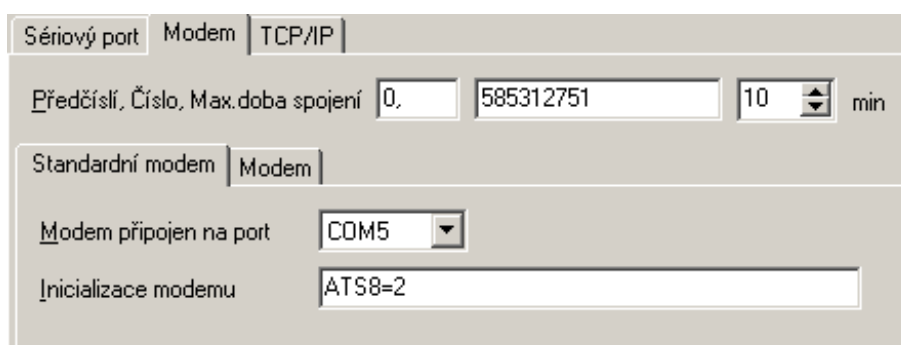 Sériový port Modem TCP/IP
Předčíslí, Číslo, Max.doba spojení 0, 585312751 10 min
Standardní modem Modem
Modem připojen na port COM5
Inicializace modemu ATS8=2